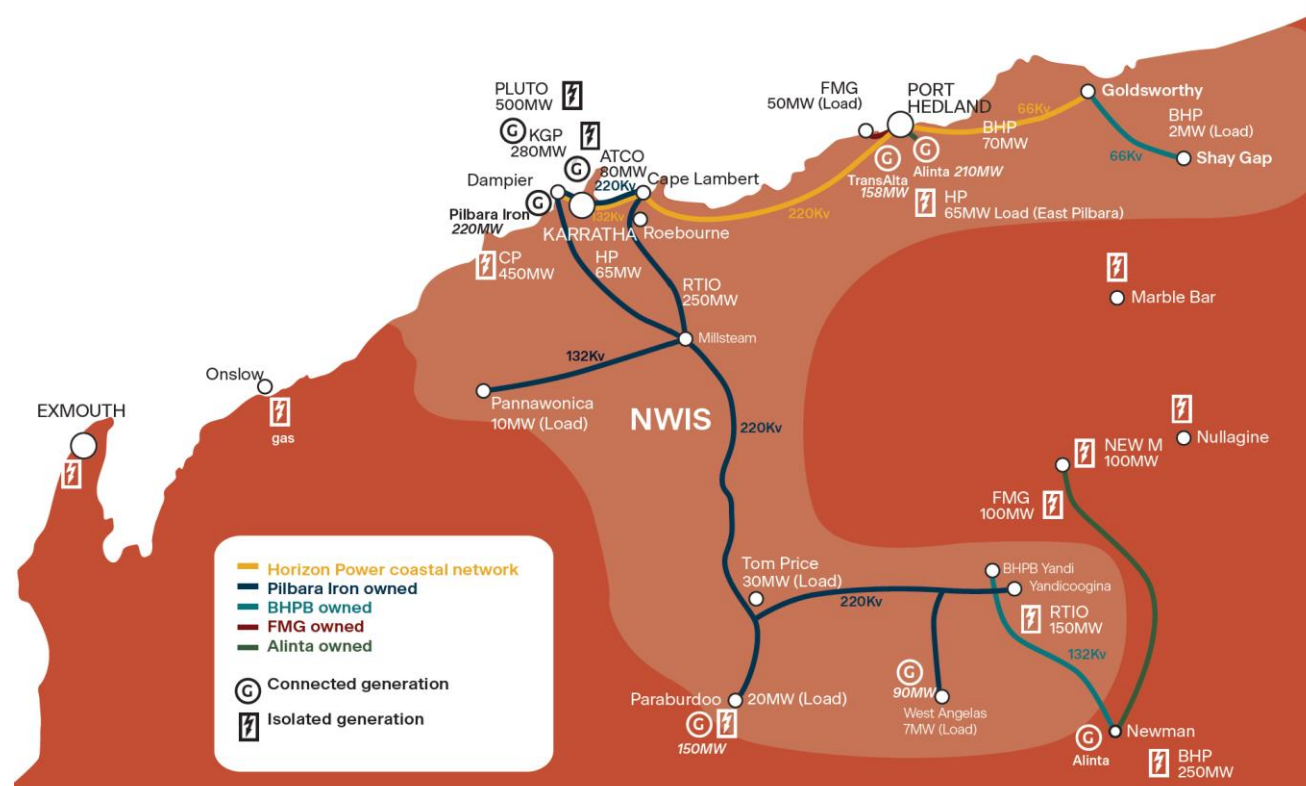 PLUTO
500MW
G
KGP
280MW
G
ATCO
80MW
220Kv
Dampier
Cape Lambert
G
Pilbara Iron
220MW
132Kv
KARRATHA
Roebourne
CP
450MW
HP
65MW
RTIO
250MW
Millsteam
220Kv
FMG
50MW (Load)
PORT
HEDLAND
66Kv
BHP
70MW
Goldsworthy
BHP
2MW (Load)
66Kv
Shay Gap
G
TransAlta
158MW
G
Alinta 210MW
HP
65MW Load (East Pilbara)
Marble Bar
Onslow
gas
EXMOUTH
132Kv
Pannawonica
10MW (Load)
NWIS
220Kv
Nullagine
NEW M
100MW
FMG
100MW
Tom Price
30MW (Load)
220Kv
BHPB Yandi
Yandicoogina
RTIO
150MW
132Kv
Paraburdoo
20MW (Load)
G
150MW
G
90MW
West Angelas
7MW (Load)
G
Alinta
Newman
BHP
250MW
Horizon Power coastal network
Pilbara Iron owned
BHPB owned
FMG owned
Alinta owned
G Connected generation
Isolated generation